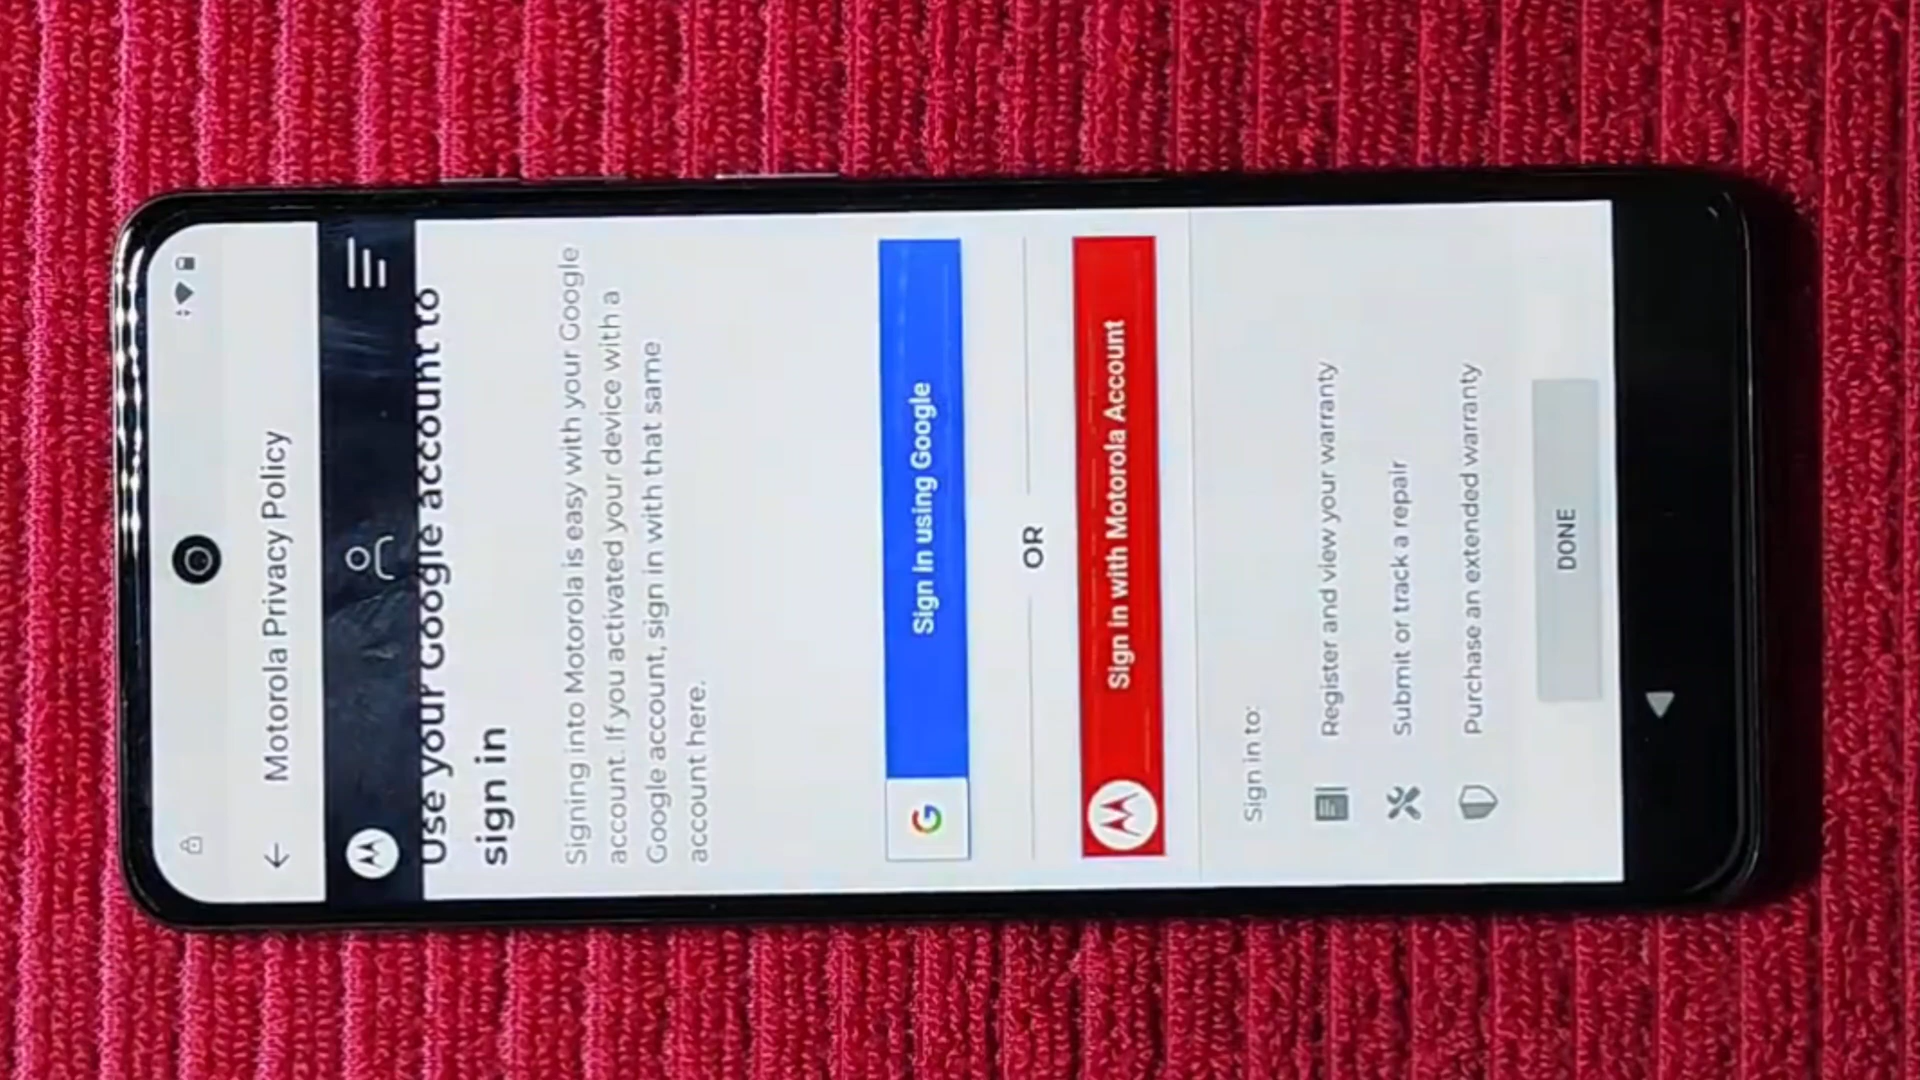 Motorola Privacy Policy
Use your Google account to
sign in
Signing into Motorola is easy with your Google
account. If you activated your device with a
Google account, sign in with that same
account here.
Sign in using Google
OR
Sign in with Motorola Account
Sign in to:
Register and view your warranty
Submit or track a repair
Purchase an extended warranty
DONE